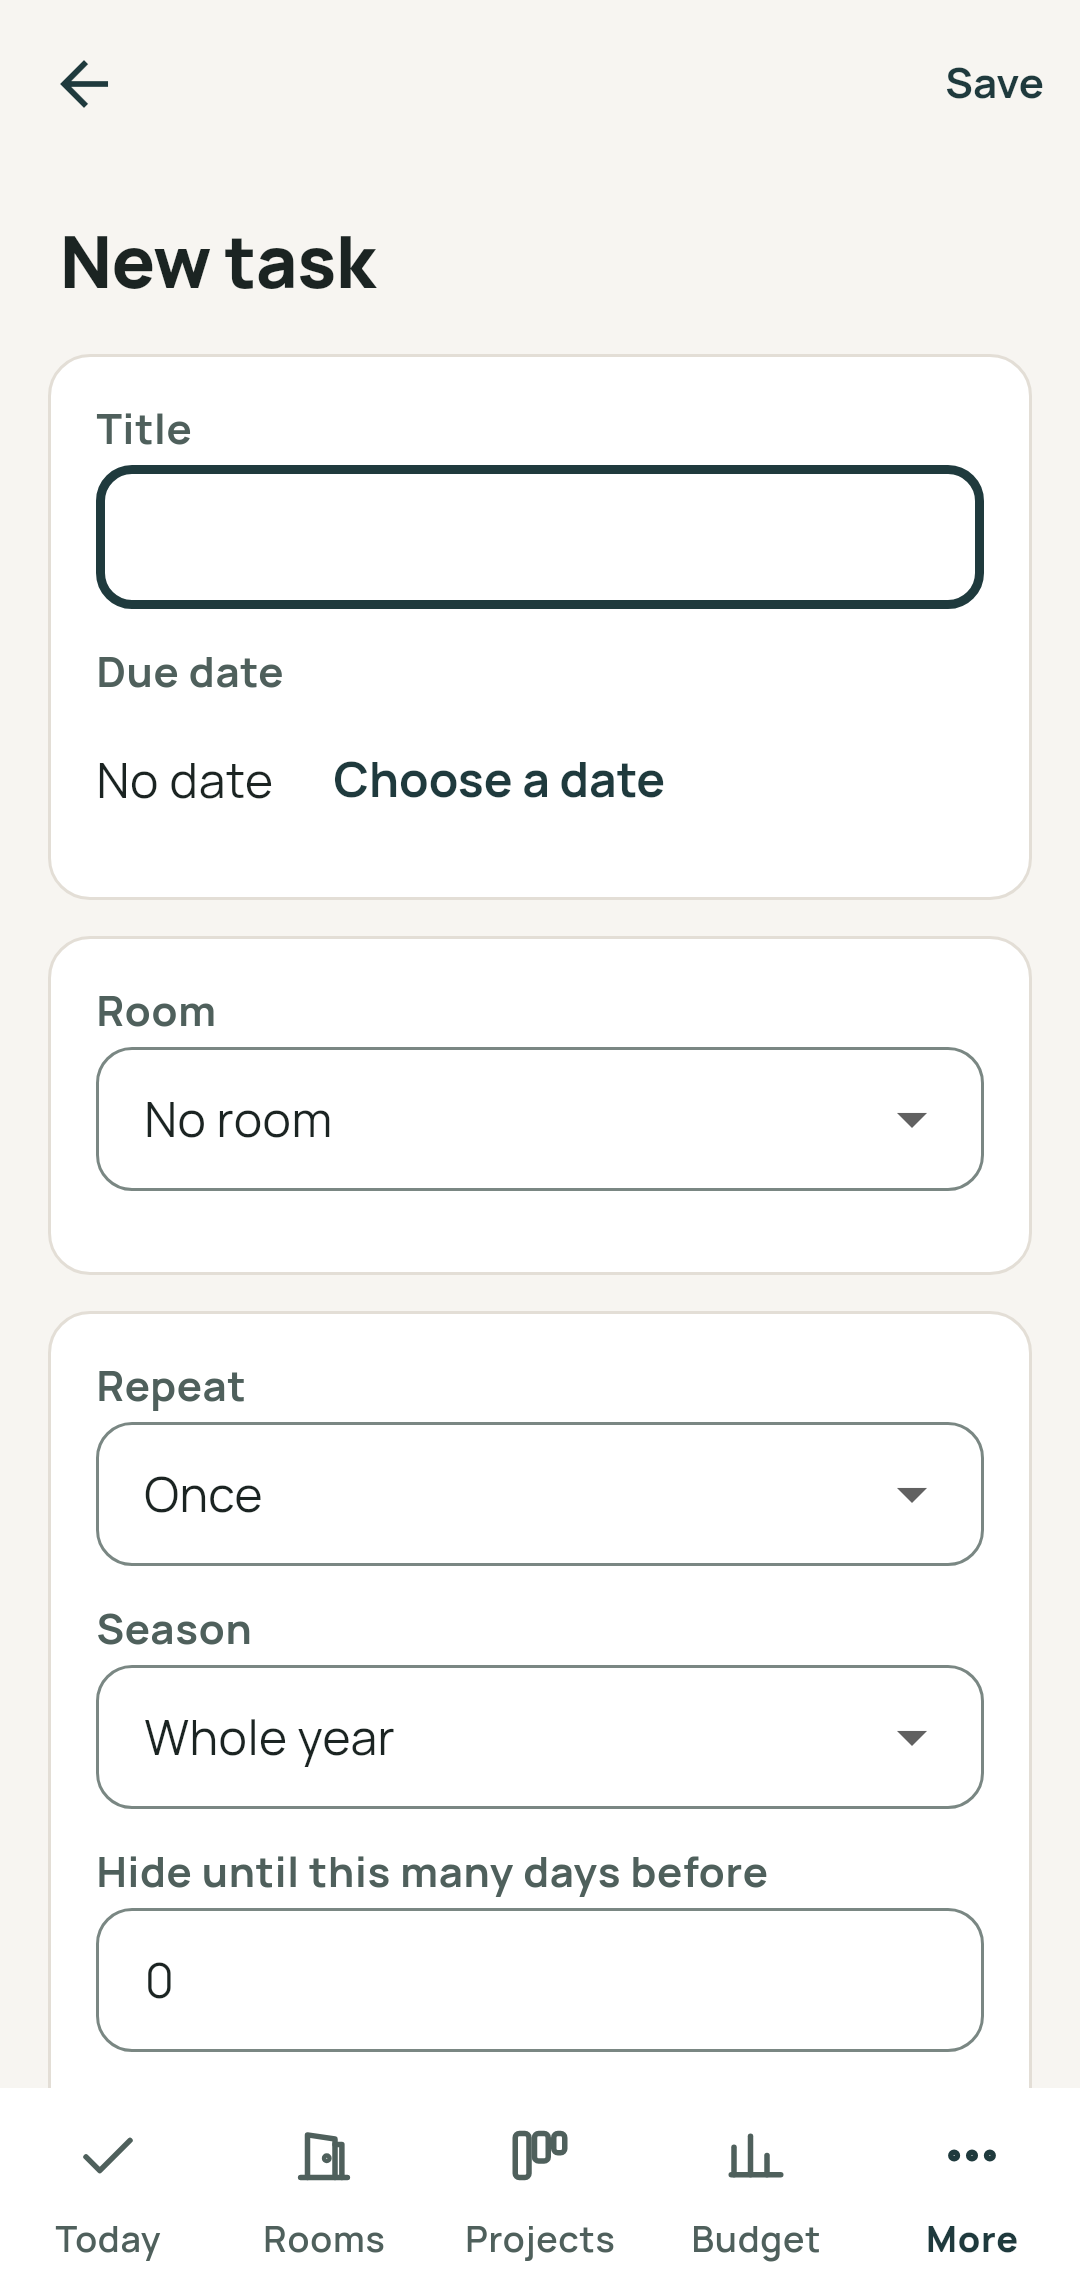 Save
New task
Title
Due date
No date Choose a date
Room
No room
Repeat
Once
Season
Whole year
Hide until this many days before
0
Today Rooms Projects Budget More